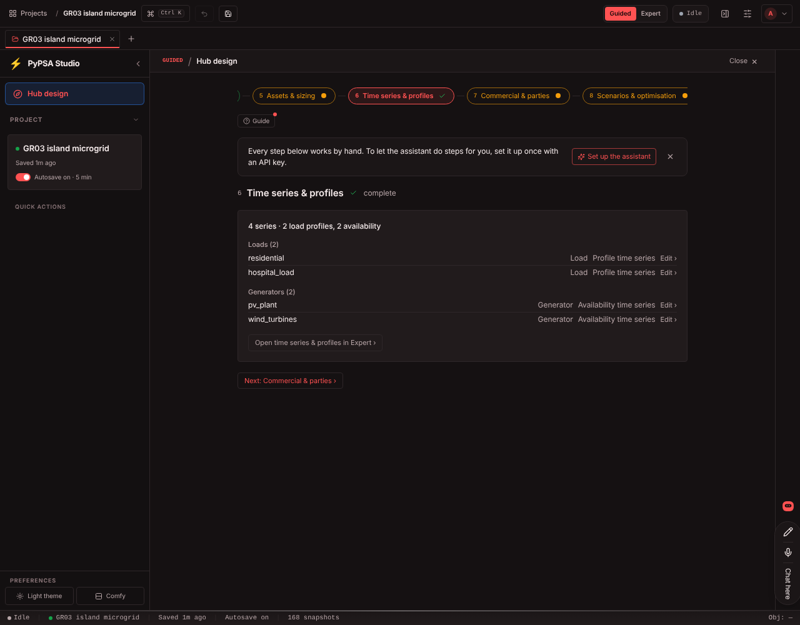 Projects / GR03 island microgrid ⌘ Ctrl K
Guided Expert Idle A
GR03 island microgrid × +
PyPSA Studio
GUIDED / Hub design Close ×
Hub design
PROJECT
GR03 island microgrid
Saved 1m ago
Autosave on · 5 min
QUICK ACTIONS
5 Assets & sizing 6 Time series & profiles ✓ 7 Commercial & parties 8 Scenarios & optimisation
Guide
Every step below works by hand. To let the assistant do steps for you, set it up once with
an API key.
Set up the assistant ×
6 Time series & profiles ✓ complete
4 series · 2 load profiles, 2 availability
Loads (2)
residential Load Profile time series Edit ›
hospital_load Load Profile time series Edit ›
Generators (2)
pv_plant Generator Availability time series Edit ›
wind_turbines Generator Availability time series Edit ›
Open time series & profiles in Expert ›
Next: Commercial & parties ›
Chat here
PREFERENCES
Light theme Comfy
Idle GR03 island microgrid · Saved 1m ago · Autosave on · 168 snapshots Obj: —